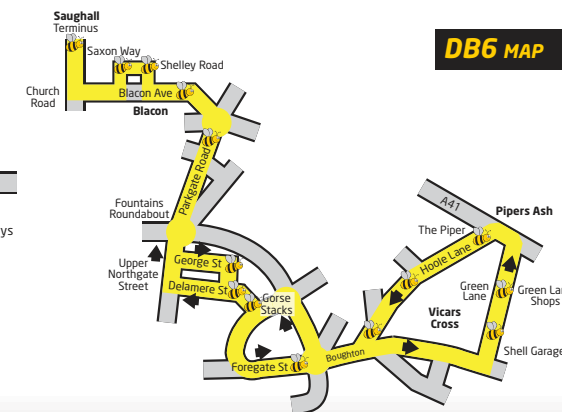 Saughall
Terminus
Saxon Way
Shelley Road
Church
Road
Blacon Ave
Blacon
DB6 MAP
Parkgate Road
Fountains
Roundabout
ys
George St
Upper
Northgate
Street
Delamere St
Gorse
Stacks
Foregate St
Boughton
A41
Pipers Ash
The Piper
Hoole Lane
Green
Lane
Green Lan
Shops
Vicars
Cross
Shell Garage